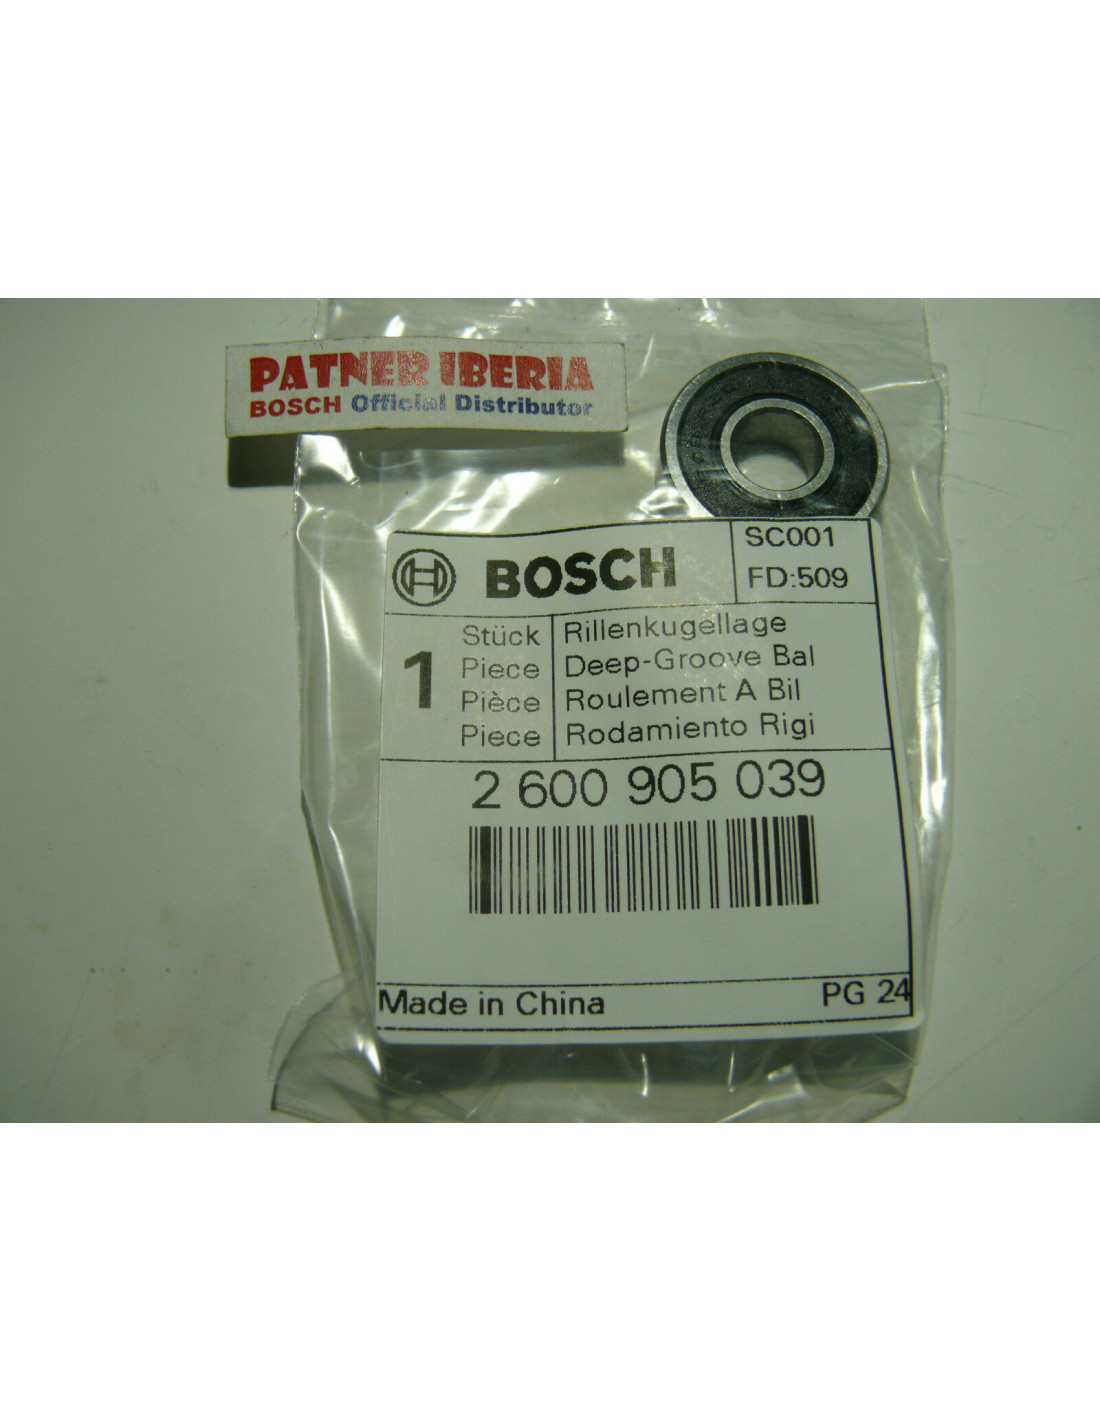 PATNER IBERIA
BOSCH Official Distributor
BOSCH
SC001
FD:509
1
Stück Rillenkugellage
Piece Deep-Groove Bal
Pièce Roulement A Bil
Piece Rodamiento Rigi
2 600 905 039
Made in China PG 24